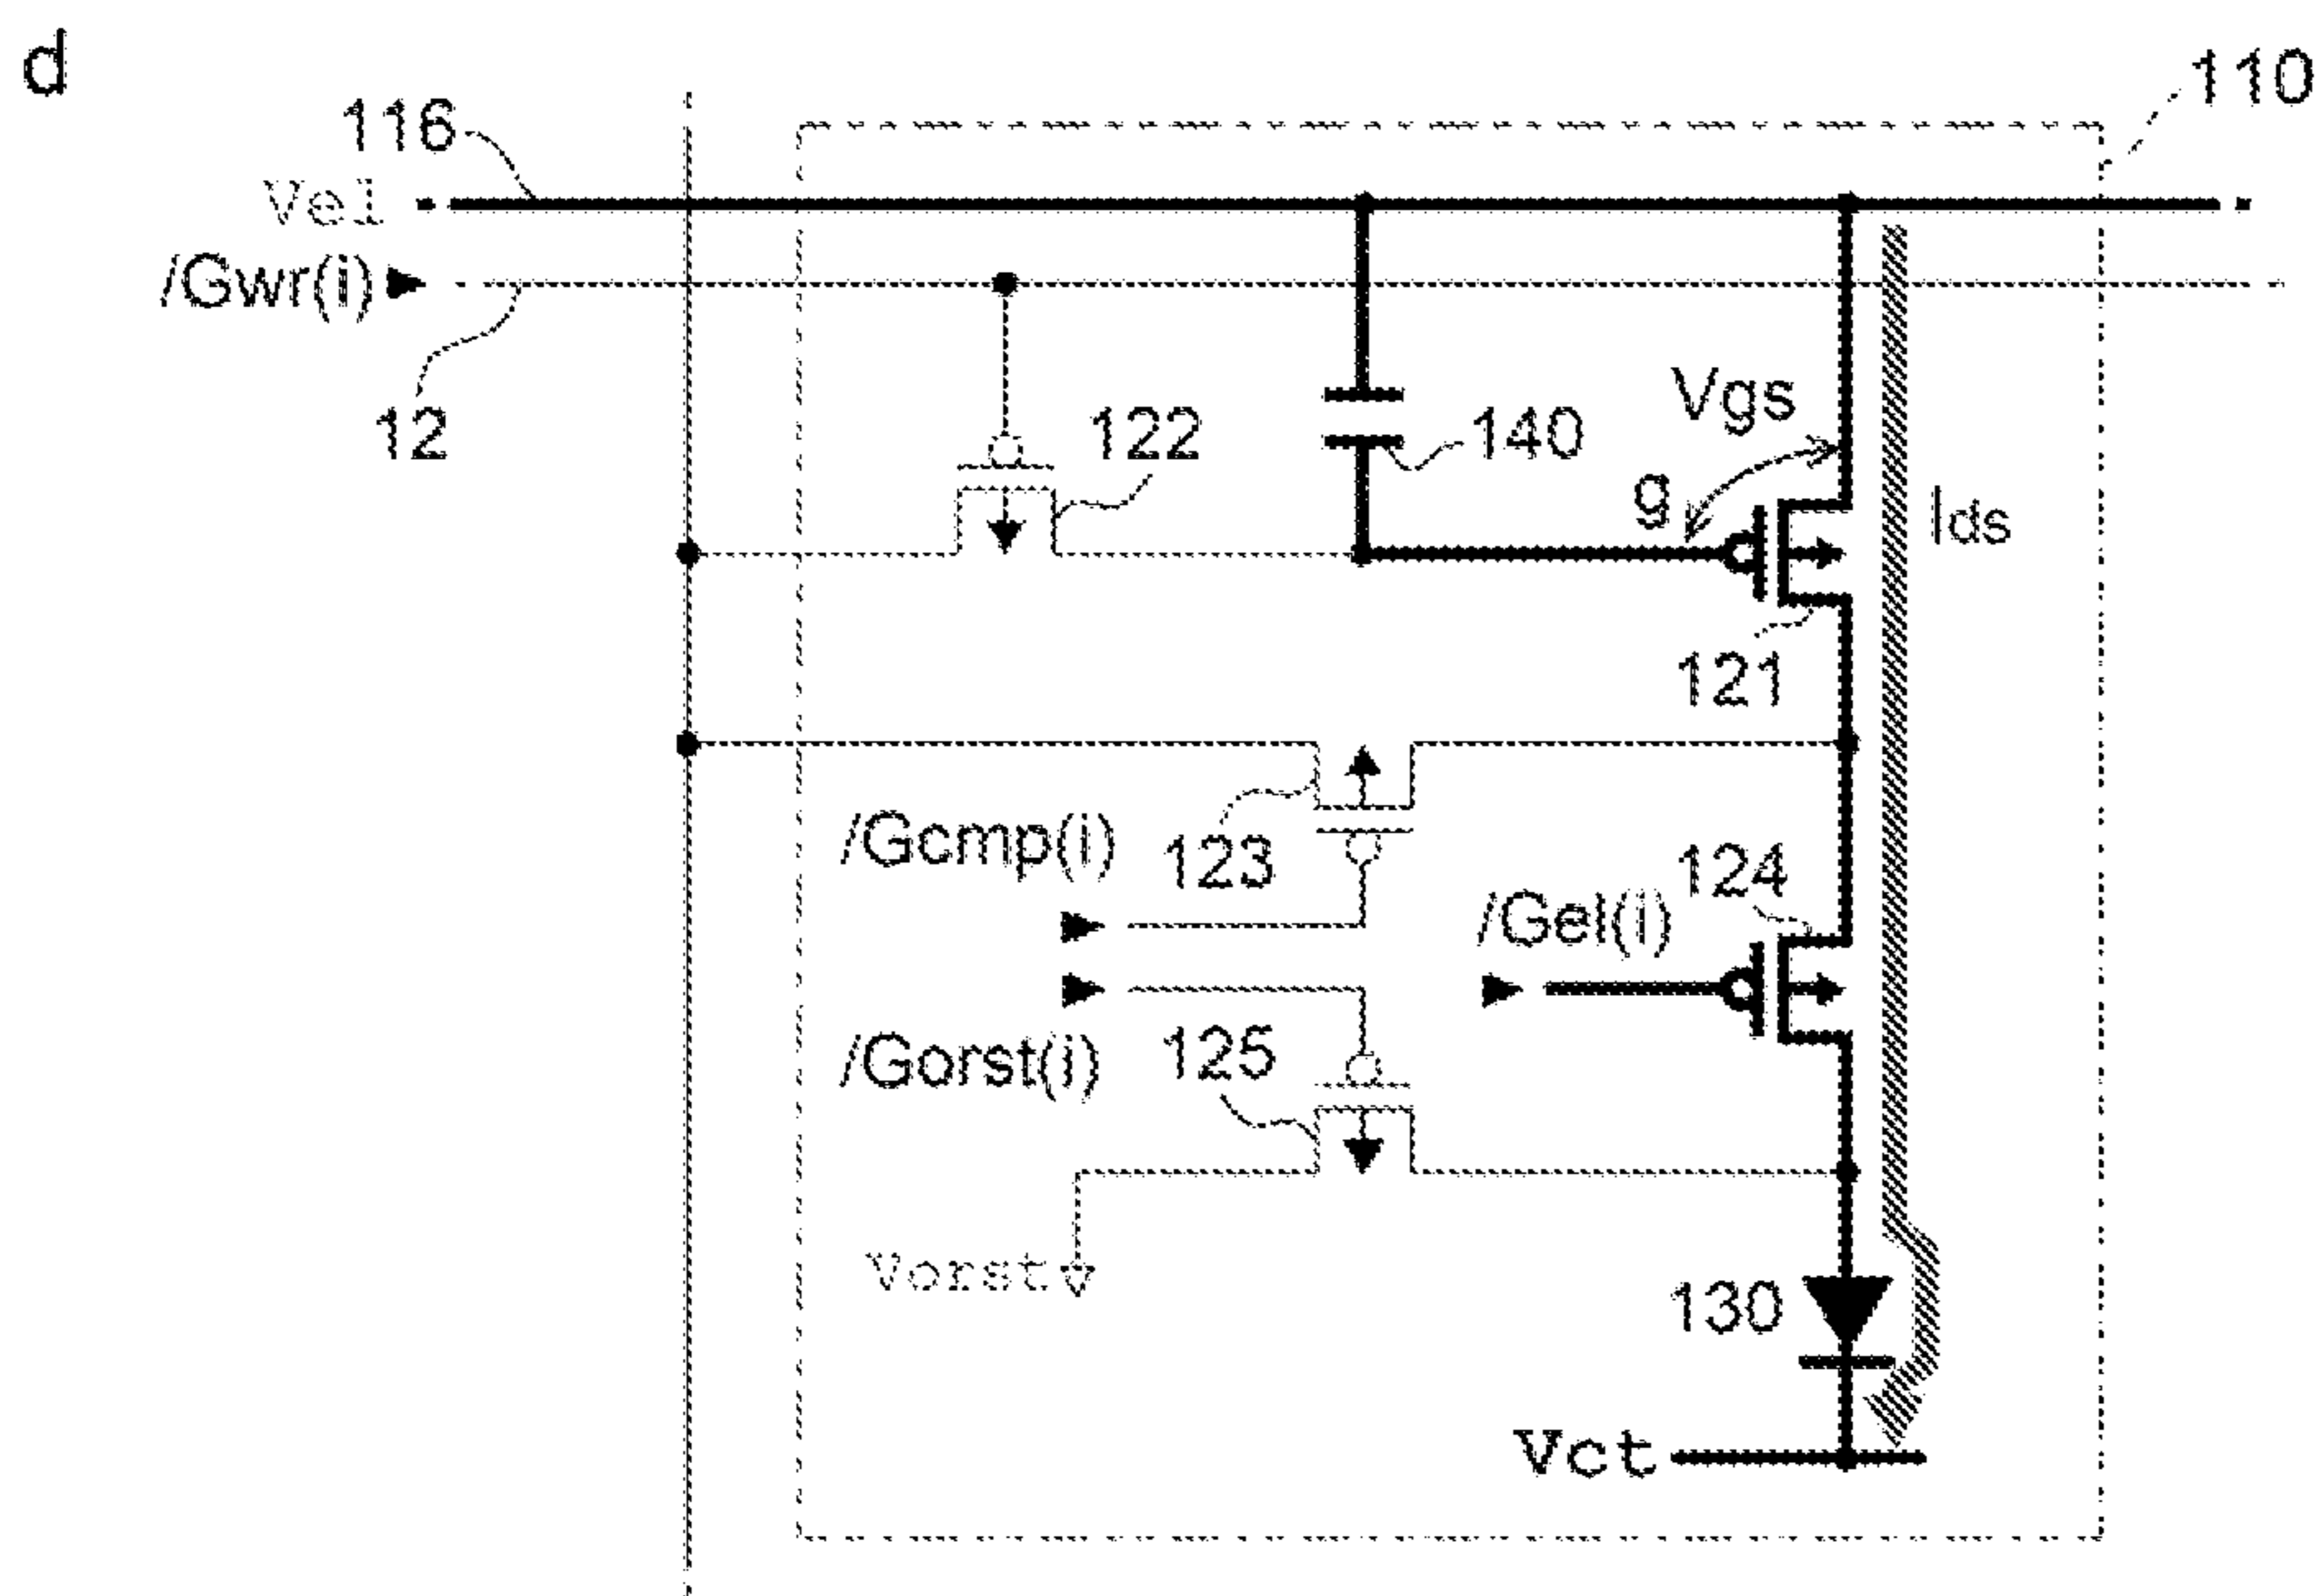 d
110
116
Vel
/Gwr(i)
12
122
140
Vgs
g
Ids
121
/Gcmp(i)
123
124
/Gel(i)
/Gorst(i)
125
Vorst
130
Vct